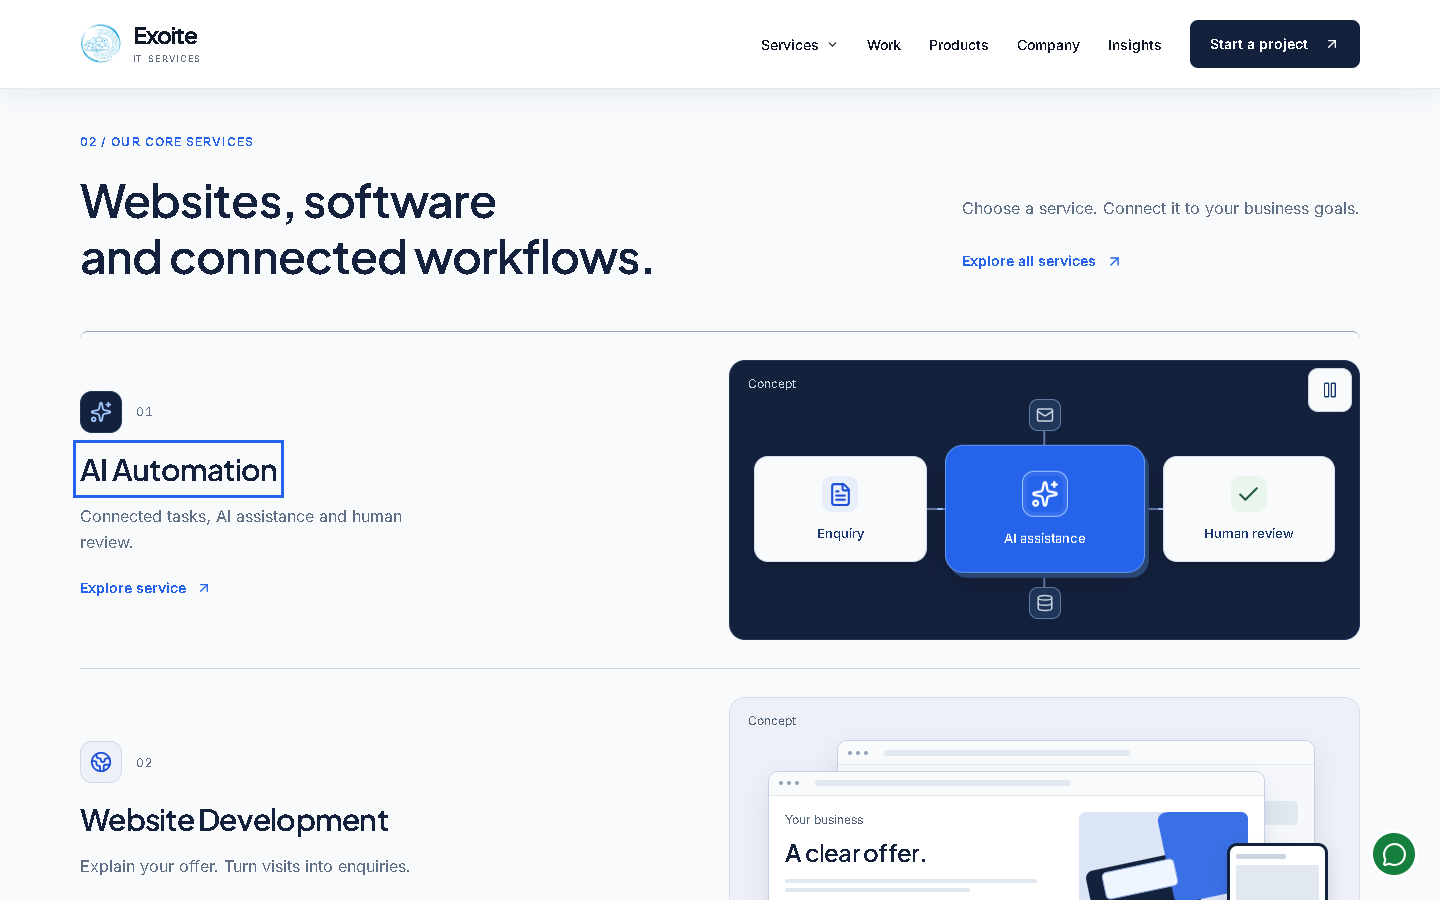 Exoite
IT SERVICES
Services
Work
Products
Company
Insights
Start a project
02 / OUR CORE SERVICES
Websites, software
and connected workflows.
Choose a service. Connect it to your business goals.
Explore all services
01
AI Automation
Connected tasks, AI assistance and human
review.
Explore service
Concept
Enquiry
AI assistance
Human review
02
Website Development
Explain your offer. Turn visits into enquiries.
Concept
Your business
A clear offer.